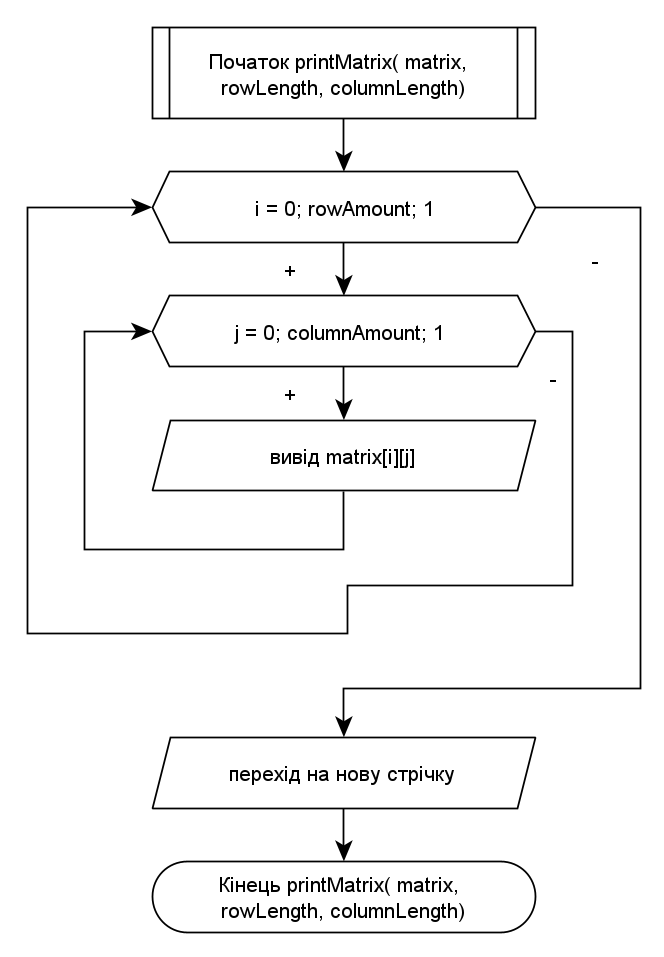 Початок printMatrix( matrix,
rowLength, columnLength)
i = 0; rowAmount; 1
+
-
j = 0; columnAmount; 1
+
-
вивід matrix[i][j]
перехід на нову стрічку
Кінець printMatrix( matrix,
rowLength, columnLength)